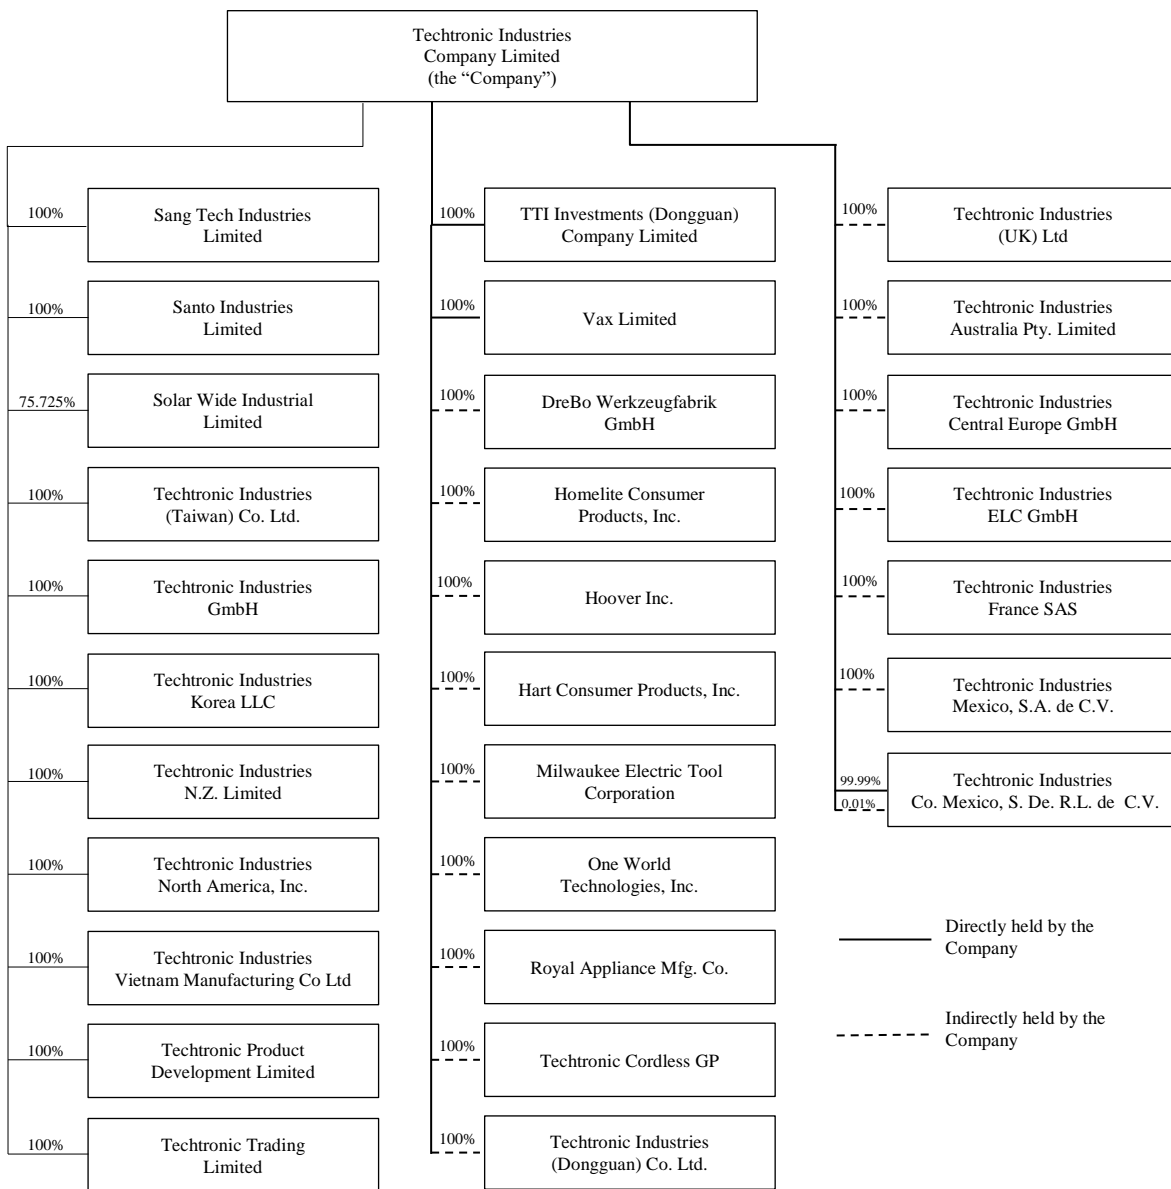 Techtronic Industries
Company Limited
(the “Company”)
100%
Sang Tech Industries
Limited
100%
Santo Industries
Limited
75.725%
Solar Wide Industrial
Limited
100%
Techtronic Industries
(Taiwan) Co. Ltd.
100%
Techtronic Industries
GmbH
100%
Techtronic Industries
Korea LLC
100%
Techtronic Industries
N.Z. Limited
100%
Techtronic Industries
North America, Inc.
100%
Techtronic Industries
Vietnam Manufacturing Co Ltd
100%
Techtronic Product
Development Limited
100%
Techtronic Trading
Limited
100%
TTI Investments (Dongguan)
Company Limited
100%
Vax Limited
100%
DreBo Werkzeugfabrik
GmbH
100%
Homelite Consumer
Products, Inc.
100%
Hoover Inc.
100%
Hart Consumer Products, Inc.
100%
Milwaukee Electric Tool
Corporation
100%
One World
Technologies, Inc.
100%
Royal Appliance Mfg. Co.
100%
Techtronic Cordless GP
100%
Techtronic Industries
(Dongguan) Co. Ltd.
100%
Techtronic Industries
(UK) Ltd
100%
Techtronic Industries
Australia Pty. Limited
100%
Techtronic Industries
Central Europe GmbH
100%
Techtronic Industries
ELC GmbH
100%
Techtronic Industries
France SAS
100%
Techtronic Industries
Mexico, S.A. de C.V.
99.99%
0.01%
Techtronic Industries
Co. Mexico, S. De. R.L. de C.V.
Directly held by the
Company
Indirectly held by the
Company